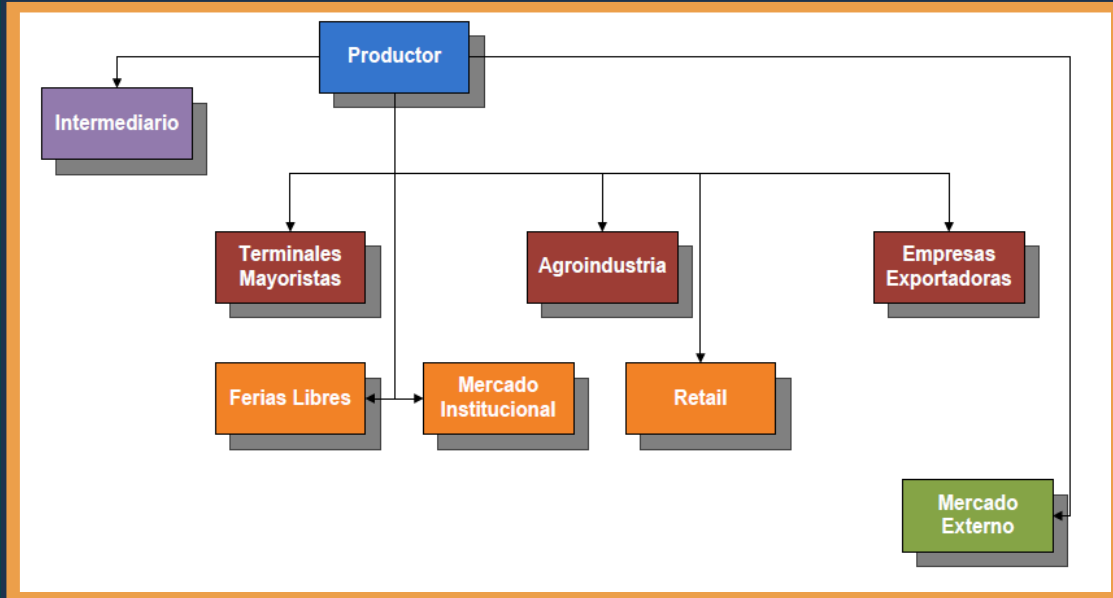 Productor
Intermediario
Terminales
Mayoristas
Agroindustria
Empresas
Exportadoras
Ferias Libres
Mercado
Institucional
Retail
Mercado
Externo